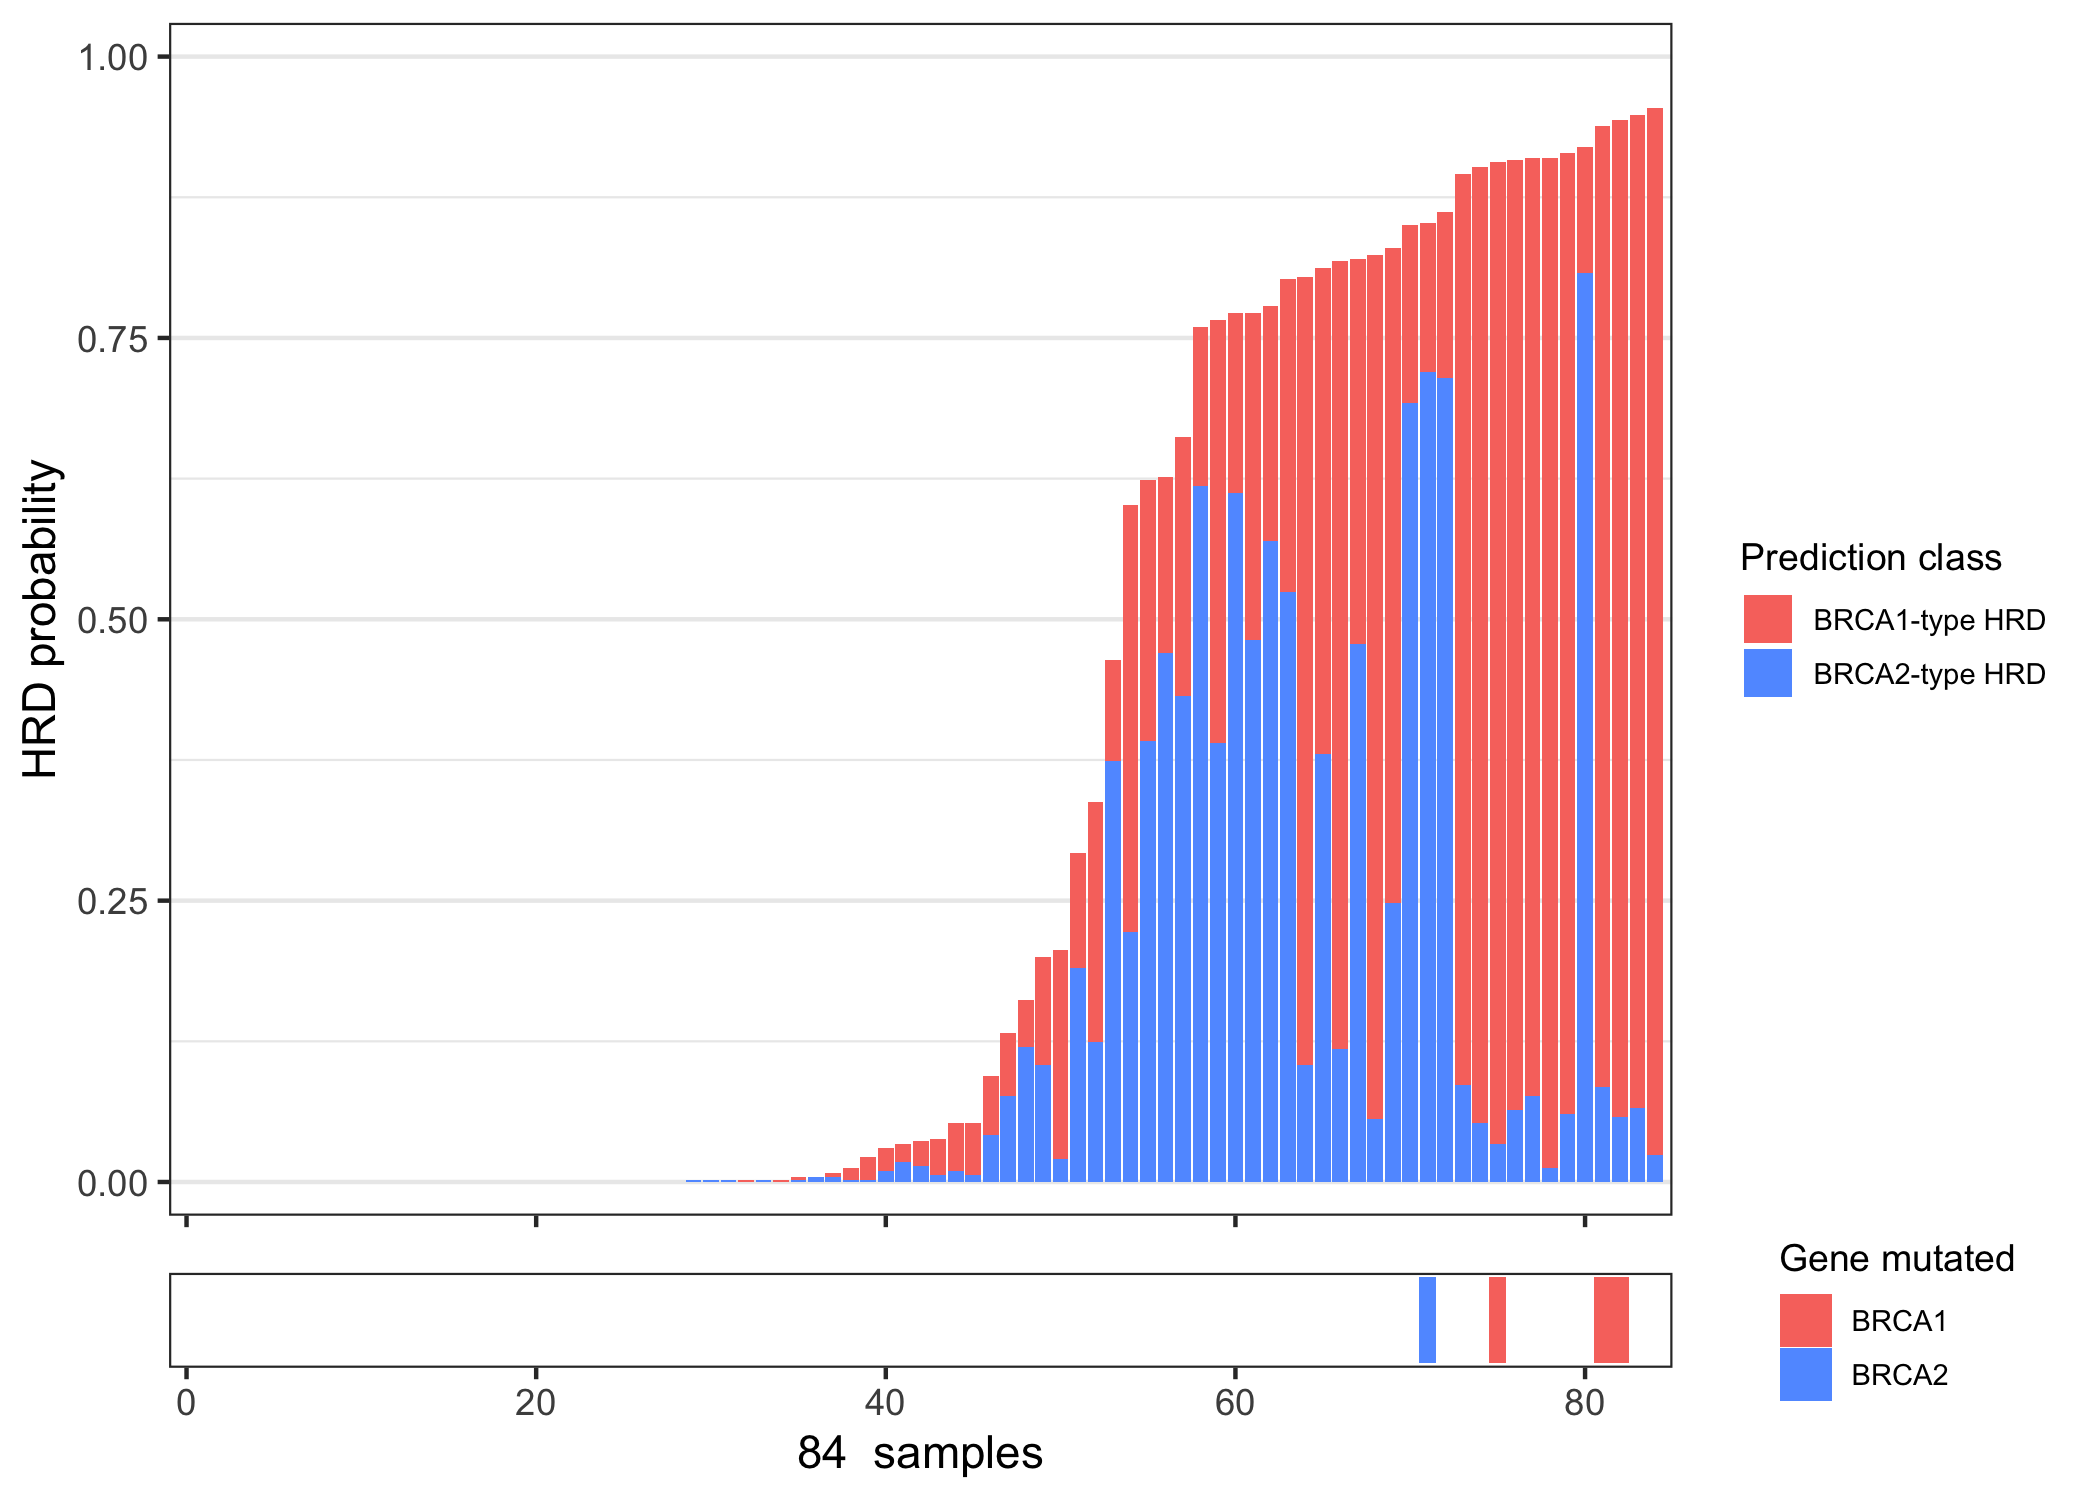 1.00
0.75
0.50
0.25
0.00
HRD probability
Prediction class
BRCA1-type HRD
BRCA2-type HRD
Gene mutated
BRCA1
BRCA2
0 20 40 60 80
84 samples